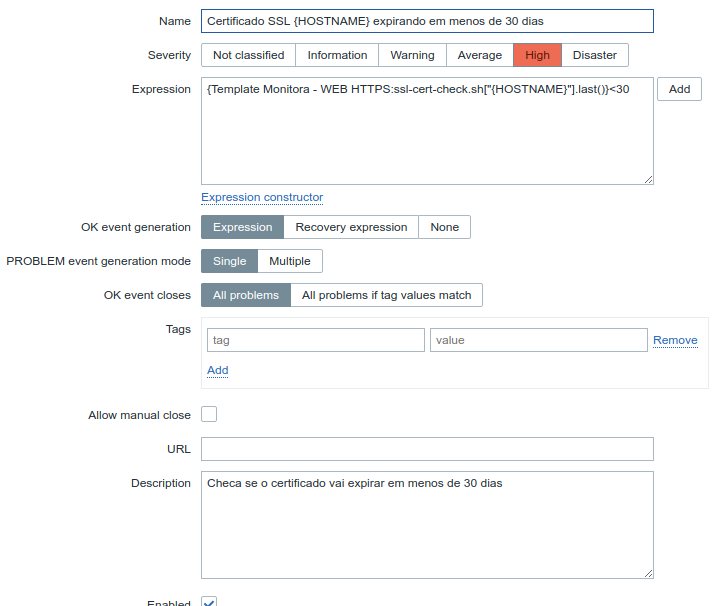 Name Certificado SSL {HOSTNAME} expirando em menos de 30 dias
Severity Not classified Information Warning Average High Disaster
Expression {Template Monitora - WEB HTTPS:ssl-cert-check.sh["{HOSTNAME}"].last()}<30 Add
Expression constructor
OK event generation Expression Recovery expression None
PROBLEM event generation mode Single Multiple
OK event closes All problems All problems if tag values match
Tags
tag value Remove
Add
Allow manual close
URL
Description Checa se o certificado vai expirar em menos de 30 dias
Enabled